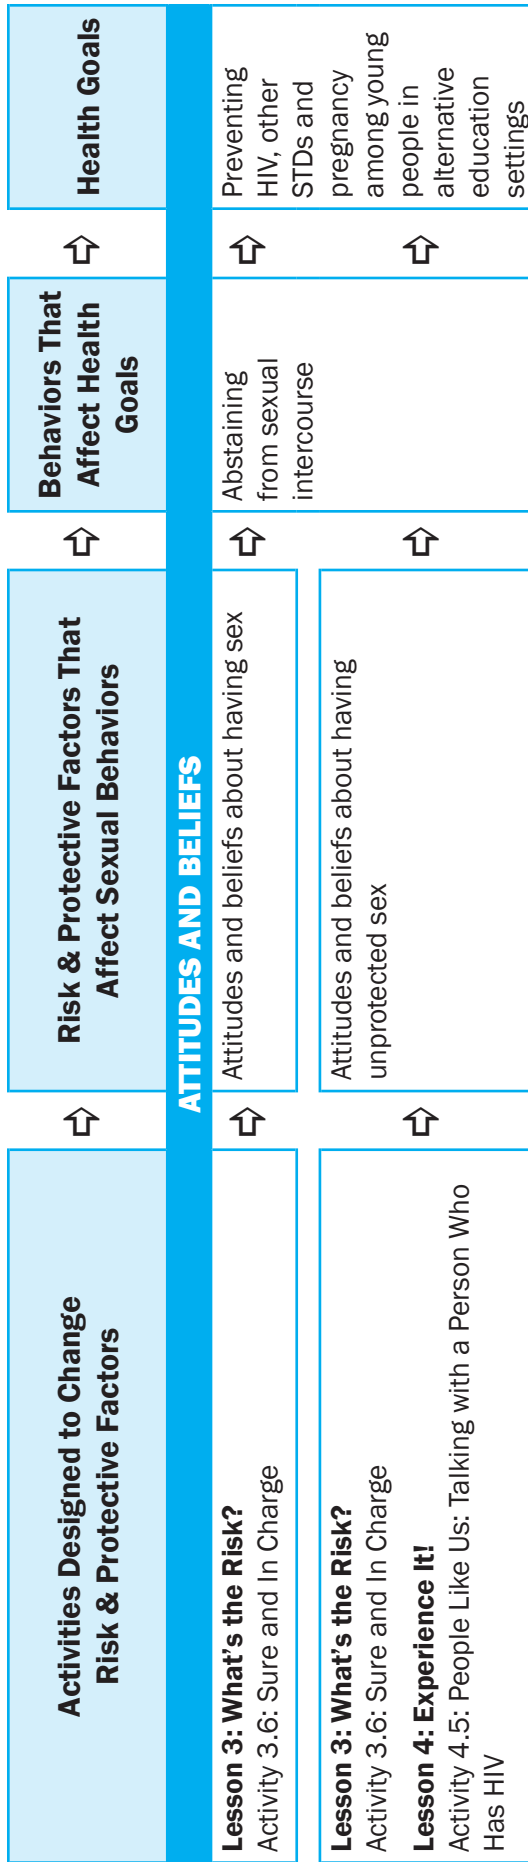 Activities Designed to Change
Risk & Protective Factors
Risk & Protective Factors That
Affect Sexual Behaviors
Behaviors That
Affect Health
Goals
Health Goals
ATTITUDES AND BELIEFS
Lesson 3: What's the Risk?
Activity 3.6: Sure and In Charge
Attitudes and beliefs about having sex
Abstaining
from sexual
intercourse
Preventing
HIV, other
STDs and
pregnancy
among young
people in
alternative
education
settings
Lesson 3: What's the Risk?
Activity 3.6: Sure and In Charge
Lesson 4: Experience It!
Activity 4.5: People Like Us: Talking with a Person Who
Has HIV
Attitudes and beliefs about having
unprotected sex